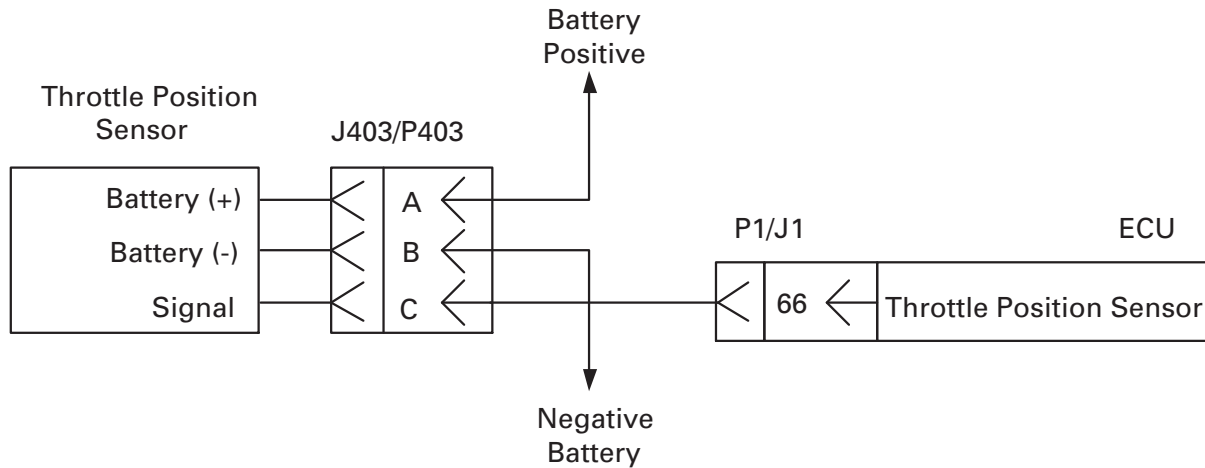 Battery
Positive
Throttle Position
Sensor
J403/P403
Battery (+)
A
Battery (-)
B
Signal
C
P1/J1
ECU
66
Throttle Position Sensor
Negative
Battery